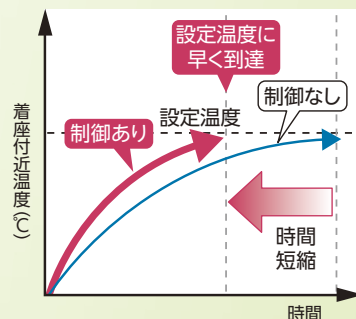 設定温度に
早く到達
制御なし
設定温度
制御あり
着座付近温度(℃)
時間
短縮
時間